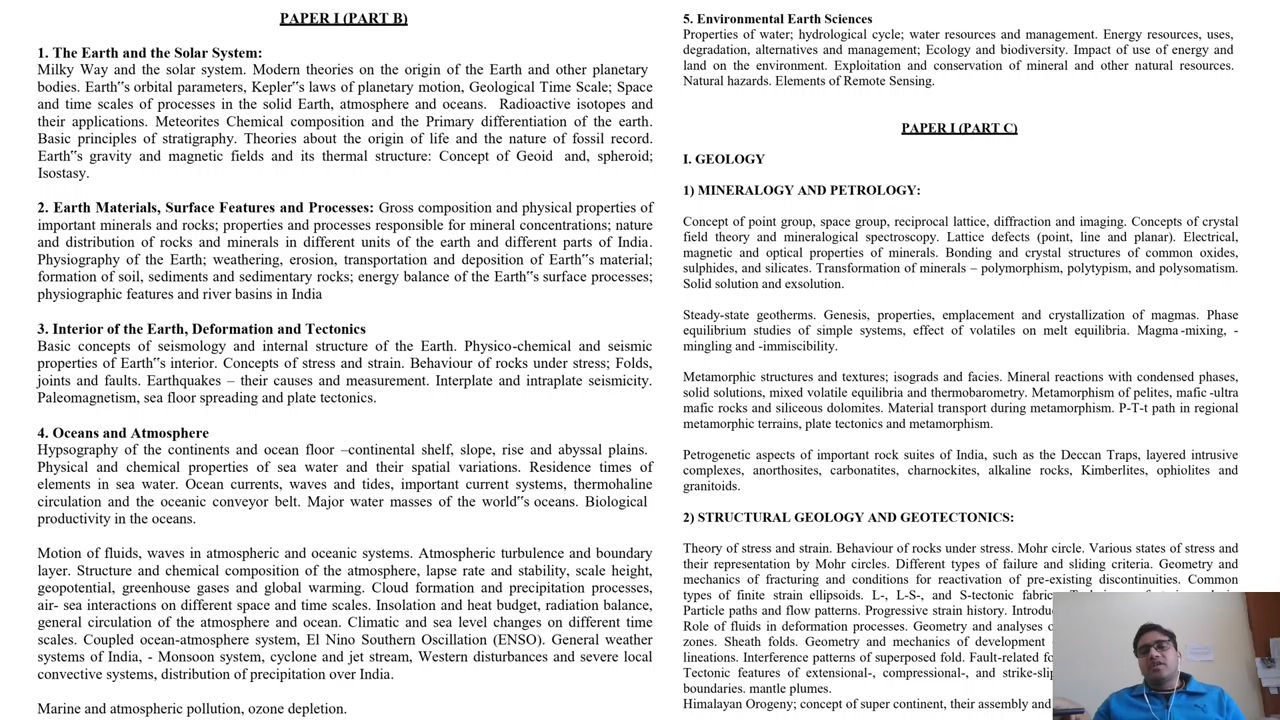 PAPER I (PART B)
1. The Earth and the Solar System:
Milky Way and the solar system. Modern theories on the origin of the Earth and other planetary
bodies. Earth‟s orbital parameters, Kepler‟s laws of planetary motion, Geological Time Scale; Space
and time scales of processes in the solid Earth, atmosphere and oceans. Radioactive isotopes and
their applications. Meteorites Chemical composition and the Primary differentiation of the earth.
Basic principles of stratigraphy. Theories about the origin of life and the nature of fossil record.
Earth‟s gravity and magnetic fields and its thermal structure: Concept of Geoid and, spheroid;
Isostasy.
2. Earth Materials, Surface Features and Processes: Gross composition and physical properties of
important minerals and rocks; properties and processes responsible for mineral concentrations; nature
and distribution of rocks and minerals in different units of the earth and different parts of India.
Physiography of the Earth; weathering, erosion, transportation and deposition of Earth‟s material;
formation of soil, sediments and sedimentary rocks; energy balance of the Earth‟s surface processes;
physiographic features and river basins in India
3. Interior of the Earth, Deformation and Tectonics
Basic concepts of seismology and internal structure of the Earth. Physico-chemical and seismic
properties of Earth‟s interior. Concepts of stress and strain. Behaviour of rocks under stress; Folds,
joints and faults. Earthquakes – their causes and measurement. Interplate and intraplate seismicity.
Paleomagnetism, sea floor spreading and plate tectonics.
4. Oceans and Atmosphere
Hypsography of the continents and ocean floor –continental shelf, slope, rise and abyssal plains.
Physical and chemical properties of sea water and their spatial variations. Residence times of
elements in sea water. Ocean currents, waves and tides, important current systems, thermohaline
circulation and the oceanic conveyor belt. Major water masses of the world‟s oceans. Biological
productivity in the oceans.
Motion of fluids, waves in atmospheric and oceanic systems. Atmospheric turbulence and boundary
layer. Structure and chemical composition of the atmosphere, lapse rate and stability, scale height,
geopotential, greenhouse gases and global warming. Cloud formation and precipitation processes,
air- sea interactions on different space and time scales. Insolation and heat budget, radiation balance,
general circulation of the atmosphere and ocean. Climatic and sea level changes on different time
scales. Coupled ocean-atmosphere system, El Nino Southern Oscillation (ENSO). General weather
systems of India, - Monsoon system, cyclone and jet stream, Western disturbances and severe local
convective systems, distribution of precipitation over India.
Marine and atmospheric pollution, ozone depletion.
5. Environmental Earth Sciences
Properties of water; hydrological cycle; water resources and management. Energy resources, uses,
degradation, alternatives and management; Ecology and biodiversity. Impact of use of energy and
land on the environment. Exploitation and conservation of mineral and other natural resources.
Natural hazards. Elements of Remote Sensing.
PAPER I (PART C)
I. GEOLOGY
1) MINERALOGY AND PETROLOGY:
Concept of point group, space group, reciprocal lattice, diffraction and imaging. Concepts of crystal
field theory and mineralogical spectroscopy. Lattice defects (point, line and planar). Electrical,
magnetic and optical properties of minerals. Bonding and crystal structures of common oxides,
sulphides, and silicates. Transformation of minerals – polymorphism, polytypism, and polysomatism.
Solid solution and exsolution.
Steady-state geotherms. Genesis, properties, emplacement and crystallization of magmas. Phase
equilibrium studies of simple systems, effect of volatiles on melt equilibria. Magma-mixing, -
mingling and -immiscibility.
Metamorphic structures and textures; isograds and facies. Mineral reactions with condensed phases,
solid solutions, mixed volatile equilibria and thermobarometry. Metamorphism of pelites, mafic-ultra
mafic rocks and siliceous dolomites. Material transport during metamorphism. P-T-t path in regional
metamorphic terrains, plate tectonics and metamorphism.
Petrogenetic aspects of important rock suites of India, such as the Deccan Traps, layered intrusive
complexes, anorthosites, carbonatites, charnockites, alkaline rocks, Kimberlites, ophiolites and
granitoids.
2) STRUCTURAL GEOLOGY AND GEOTECTONICS:
Theory of stress and strain. Behaviour of rocks under stress. Mohr circle. Various states of stress and
their representation by Mohr circles. Different types of failure and sliding criteria. Geometry and
mechanics of fracturing and conditions for reactivation of pre-existing discontinuities. Common
types of finite strain ellipsoids. L-, L-S-, and S-tectonic
Particle paths and flow patterns. Progressive strain history.
Role of fluids in deformation processes. Geometry and analyses
zones. Sheath folds. Geometry and mechanics of development
lineations. Interference patterns of superposed fold. Fault-related
Tectonic features of extensional-, compressional-, and
boundaries. mantle plumes.
Himalayan Orogeny; concept of super continent, their assembly and